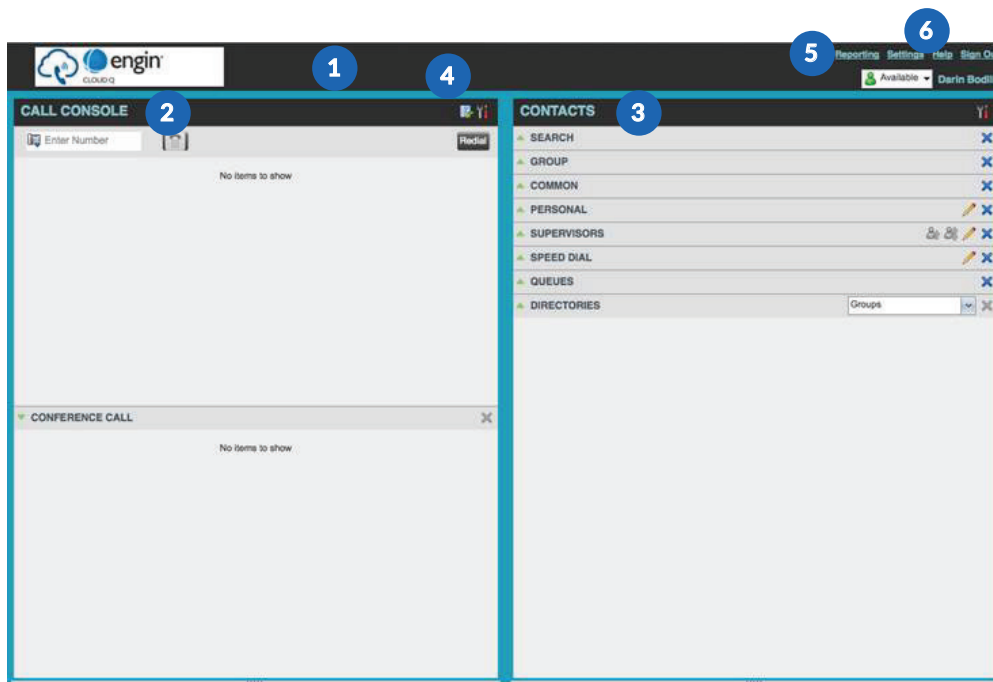 6
1
5
4
engin
CLOUD Q
Reporting Settings Help Sign O
Available Darin Bodil
CALL CONSOLE 2
CONTACTS 3
Enter Number Redial
No items to show
SEARCH
GROUP
COMMON
PERSONAL
SUPERVISORS
SPEED DIAL
QUEUES
DIRECTORIES Groups
CONFERENCE CALL
No items to show